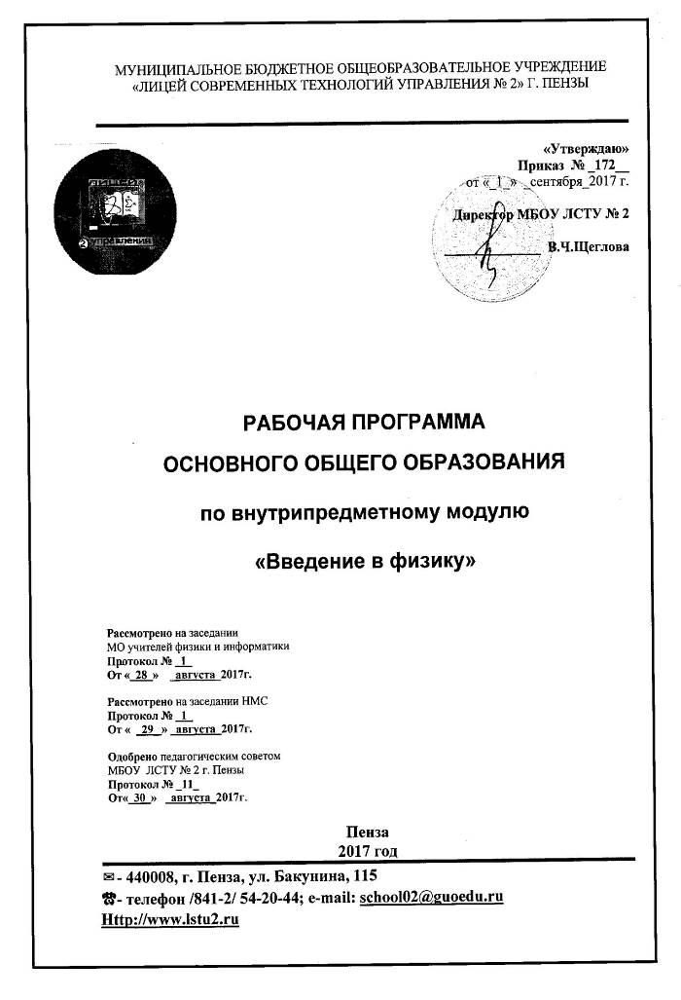 МУНИЦИПАЛЬНОЕ БЮДЖЕТНОЕ ОБЩЕОБРАЗОВАТЕЛЬНОЕ УЧРЕЖДЕНИЕ
«ЛИЦЕЙ СОВРЕМЕННЫХ ТЕХНОЛОГИЙ УПРАВЛЕНИЯ № 2» Г. ПЕНЗЫ
«Утверждаю»
Приказ № _172__
от «_1_» _сентября_2017 г.
Директор МБОУ ЛСТУ № 2
В.Ч.Щеглова
2 управления
РАБОЧАЯ ПРОГРАММА
ОСНОВНОГО ОБЩЕГО ОБРАЗОВАНИЯ
по внутрипредметному модулю
«Введение в физику»
Рассмотрено на заседании
МО учителей физики и информатики
Протокол № _1_
От «_28_» _августа_2017г.
Рассмотрено на заседании НМС
Протокол № _1_
От « _29_» _августа_2017г.
Одобрено педагогическим советом
МБОУ ЛСТУ № 2 г. Пензы
Протокол № _11_
От«_30_» _августа_2017г.
Пенза
2017 год
✉- 440008, г. Пенза, ул. Бакунина, 115
☎- телефон /841-2/ 54-20-44; e-mail: school02@guoedu.ru
Http://www.lstu2.ru